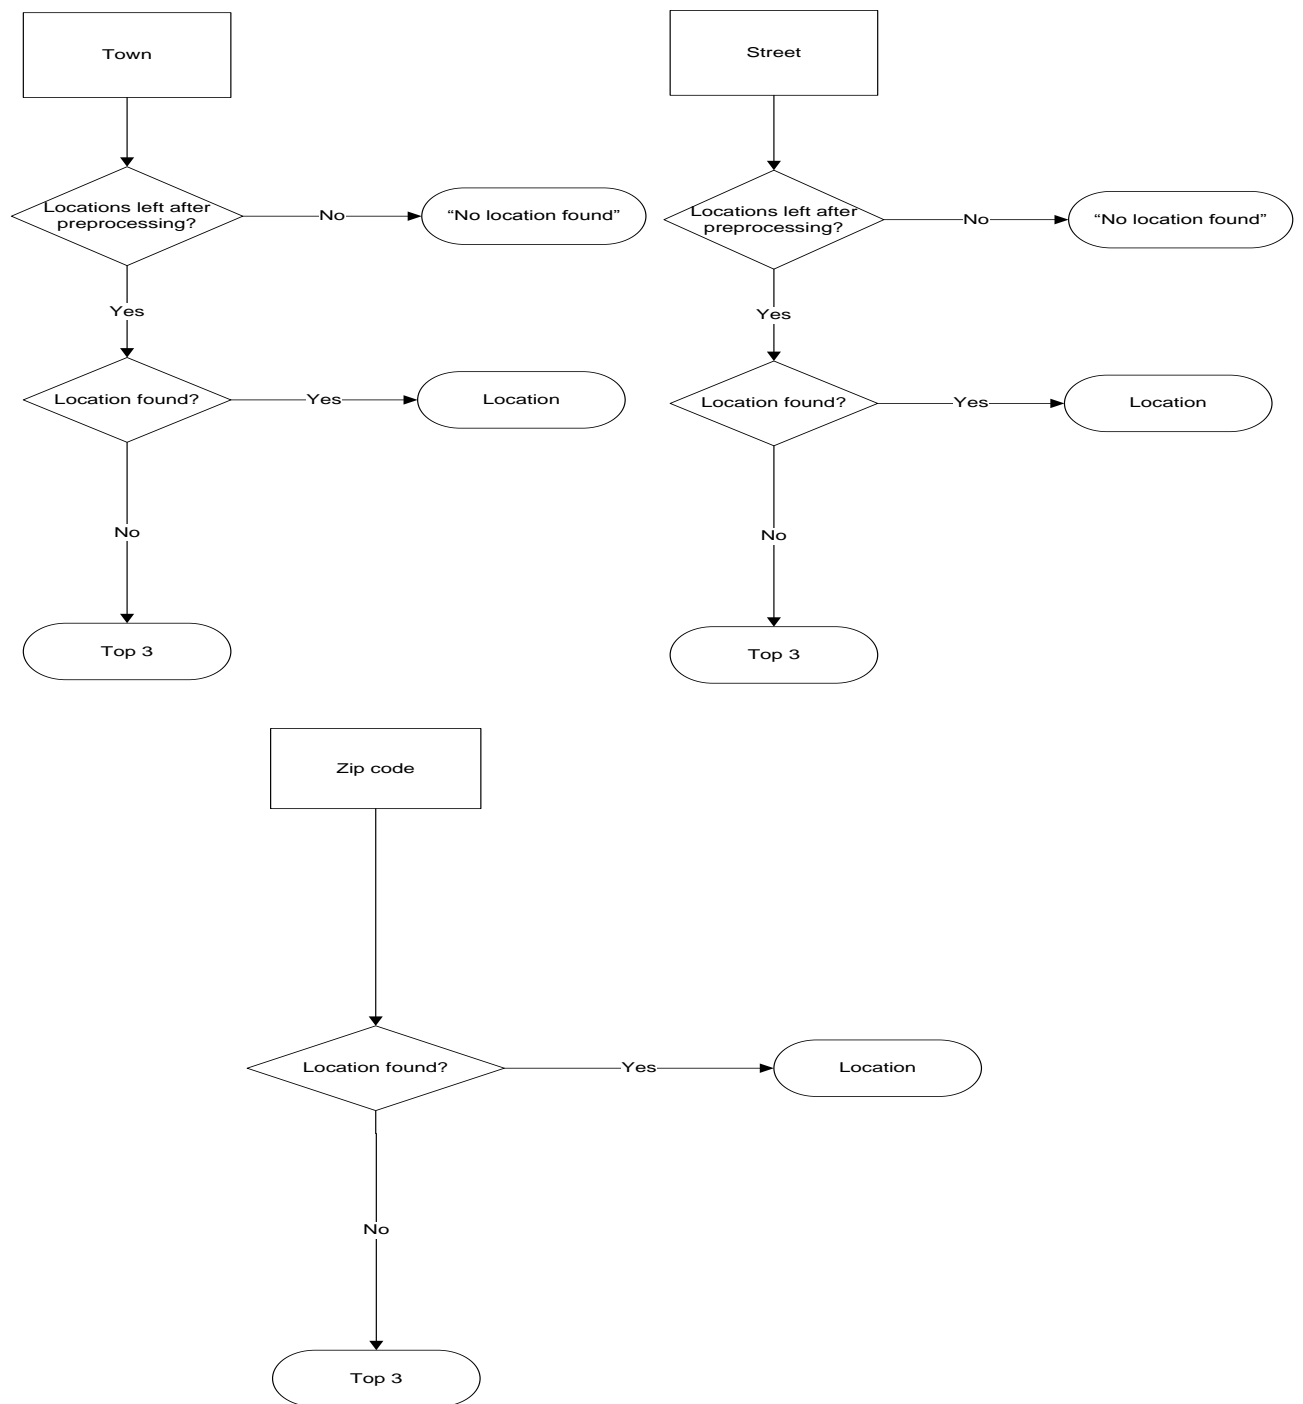 Town
Locations left after
preprocessing?
No
“No location found”
Yes
Location found?
Yes
Location
No
Top 3
Street
Locations left after
preprocessing?
No
“No location found”
Yes
Location found?
Yes
Location
No
Top 3
Zip code
Location found?
Yes
Location
No
Top 3